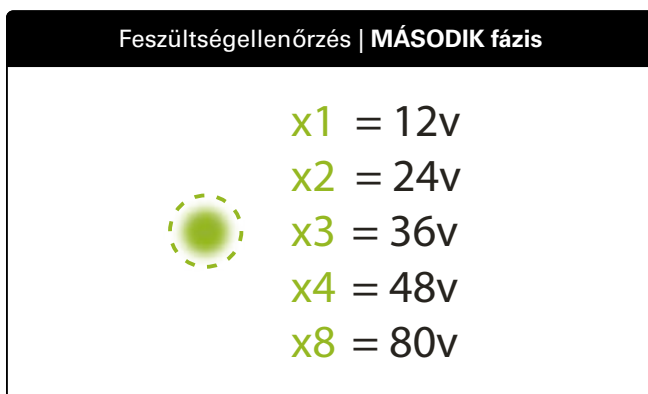 Feszültségellenőrzés | MÁSODIK fázis
x1 = 12v
x2 = 24v
x3 = 36v
x4 = 48v
x8 = 80v